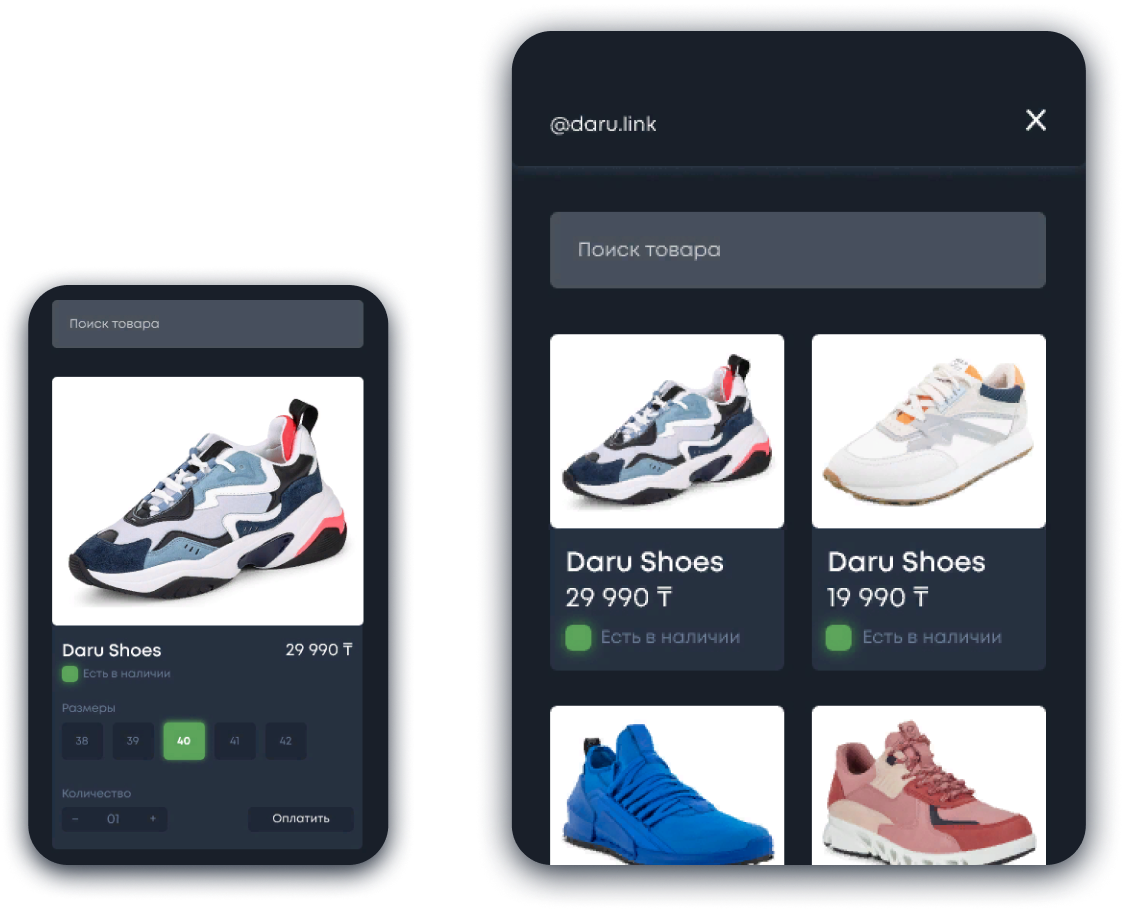 Поиск товара
Daru Shoes
29 990 ₸
Есть в наличии
Размеры
38 39 40 41 42
Количество
− 01 +
Оплатить
@daru.link
X
Поиск товара
Daru Shoes
29 990 ₸
Есть в наличии
Daru Shoes
19 990 ₸
Есть в наличии